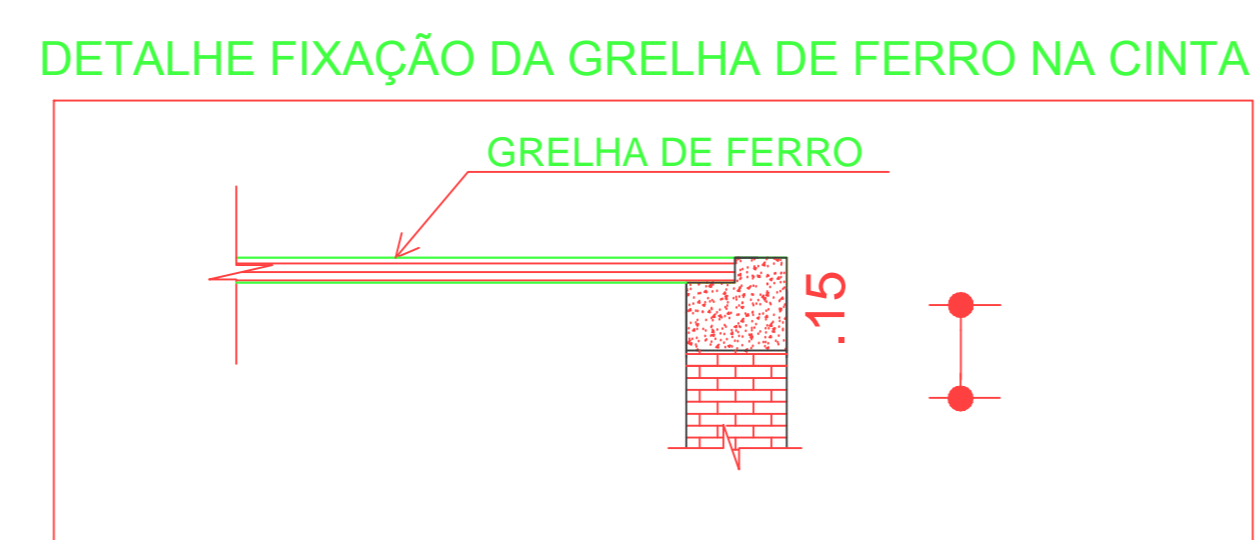 DETALHE FIXAÇÃO DA GRELHA DE FERRO NA CINTA
GRELHA DE FERRO
.15